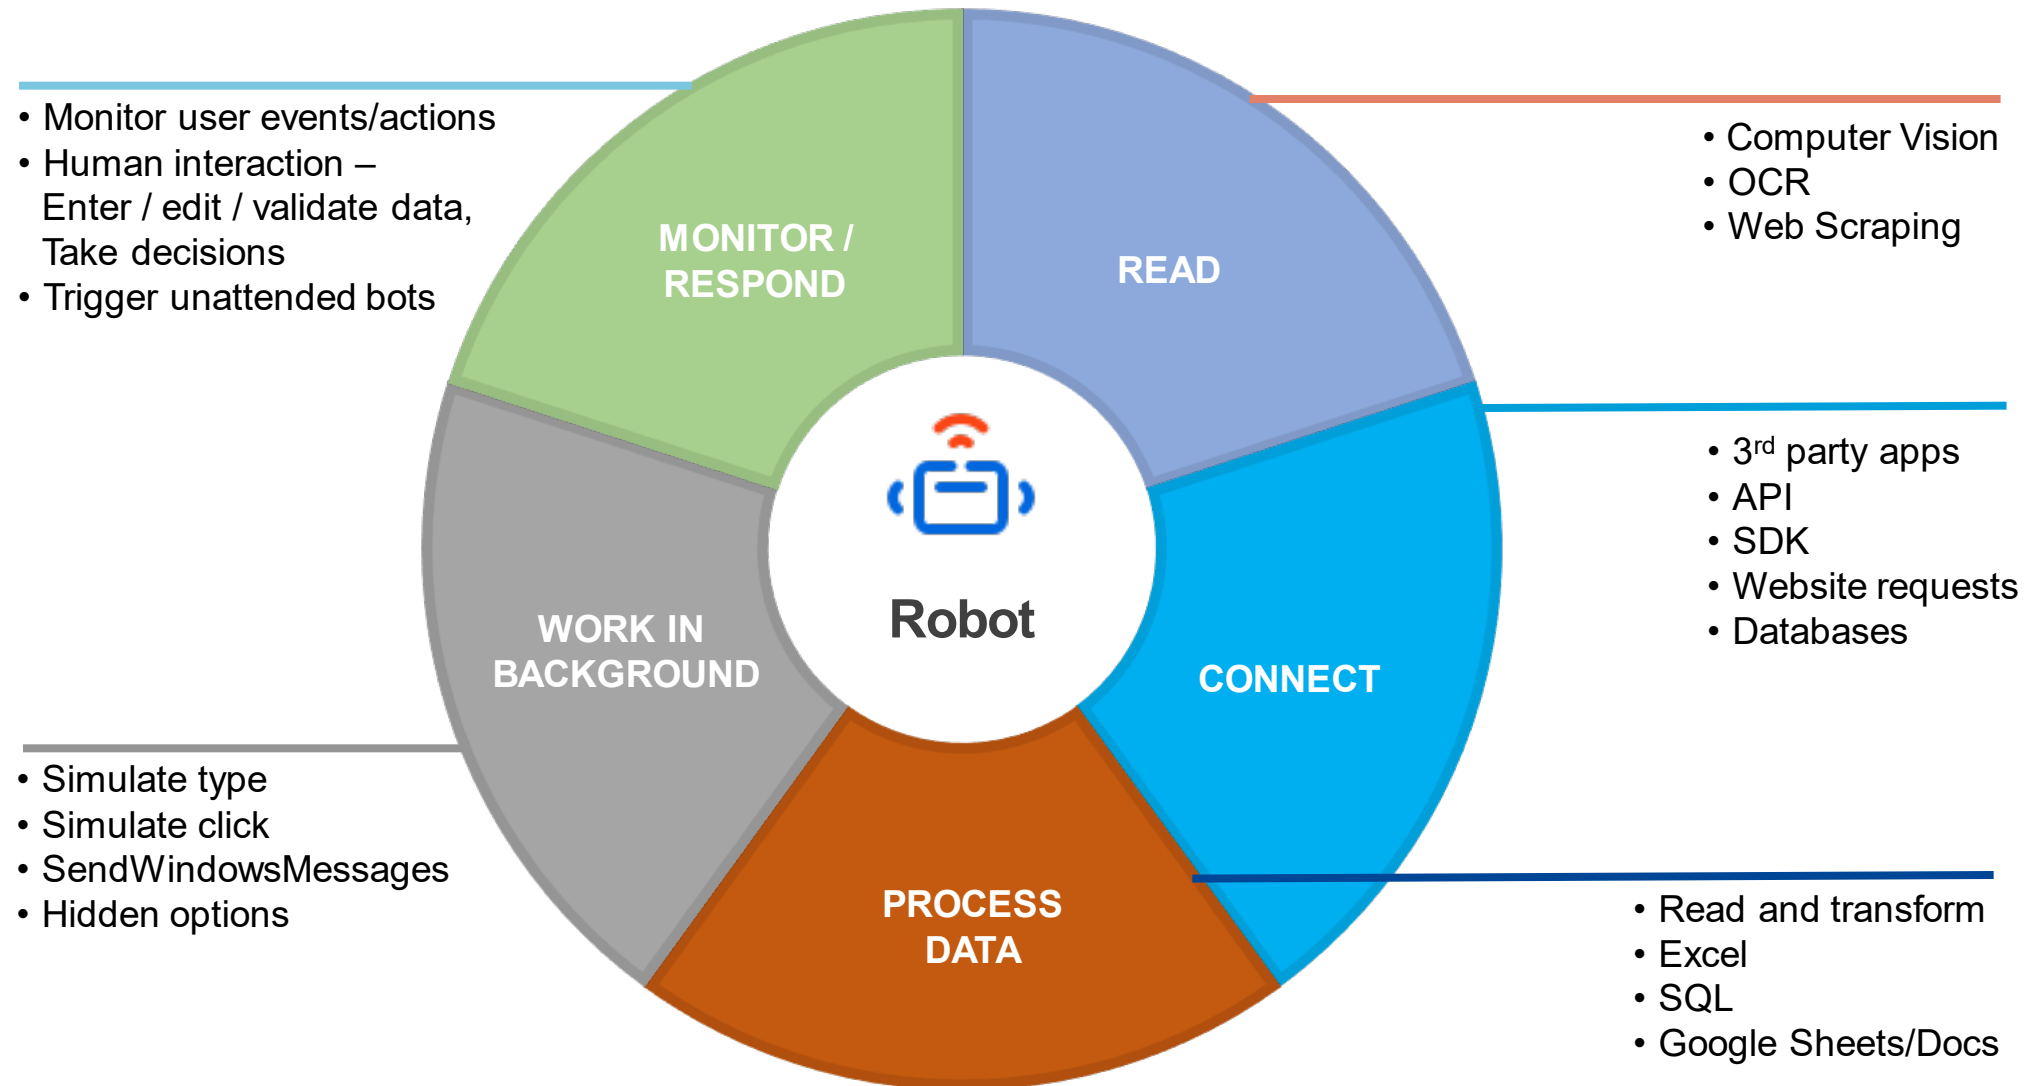 • Monitor user events/actions
• Human interaction –
Enter / edit / validate data,
Take decisions
• Trigger unattended bots
MONITOR /
RESPOND
READ
• Computer Vision
• OCR
• Web Scraping
• 3rd party apps
• API
• SDK
• Website requests
• Databases
Robot
WORK IN
BACKGROUND
CONNECT
• Simulate type
• Simulate click
• SendWindowsMessages
• Hidden options
PROCESS
DATA
• Read and transform
• Excel
• SQL
• Google Sheets/Docs